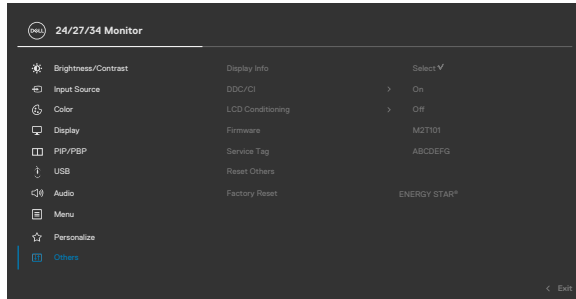 DELL 24/27/34 Monitor
Brightness/Contrast Display Info Select ✓
Input Source DDC/CI > On
Color LCD Conditioning > Off
Display Firmware M2T101
PIP/PBP Service Tag ABCDEFG
USB Reset Others
Audio Factory Reset ENERGY STAR®
Menu
Personalize
Others
< Exit